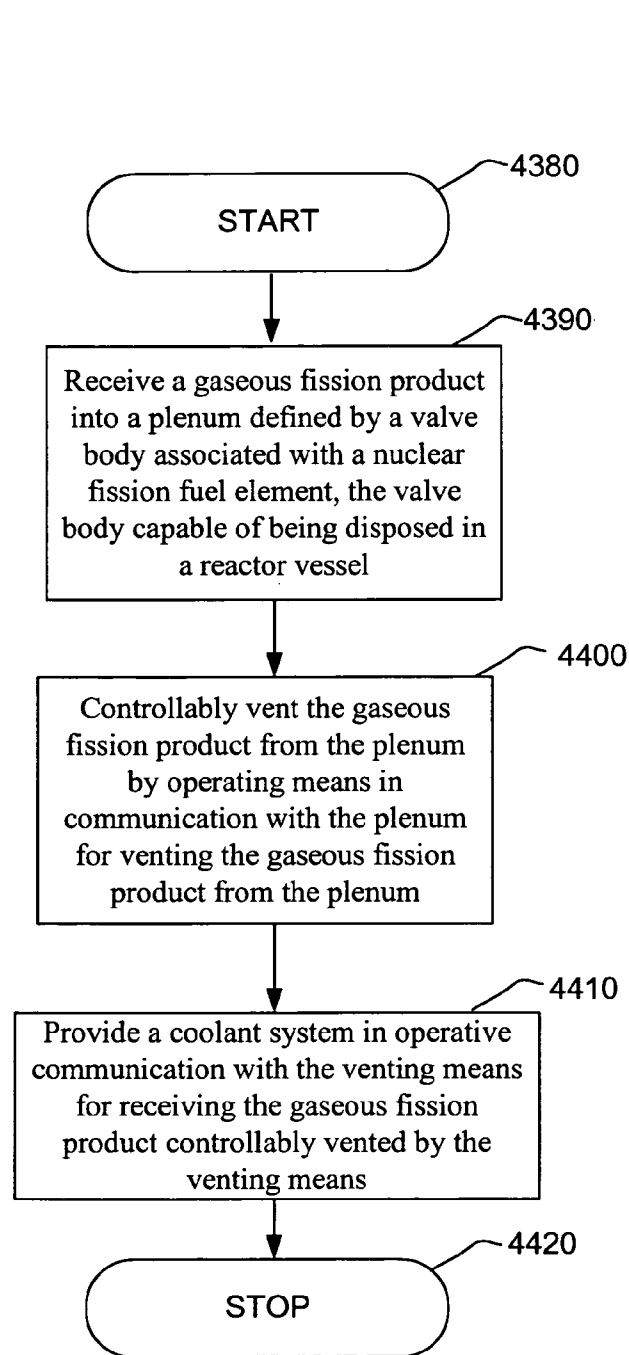 4380
START
4390
Receive a gaseous fission product
into a plenum defined by a valve
body associated with a nuclear
fission fuel element, the valve
body capable of being disposed in
a reactor vessel
4400
Controllably vent the gaseous
fission product from the plenum
by operating means in
communication with the plenum
for venting the gaseous fission
product from the plenum
4410
Provide a coolant system in operative
communication with the venting means
for receiving the gaseous fission
product controllably vented by the
venting means
4420
STOP